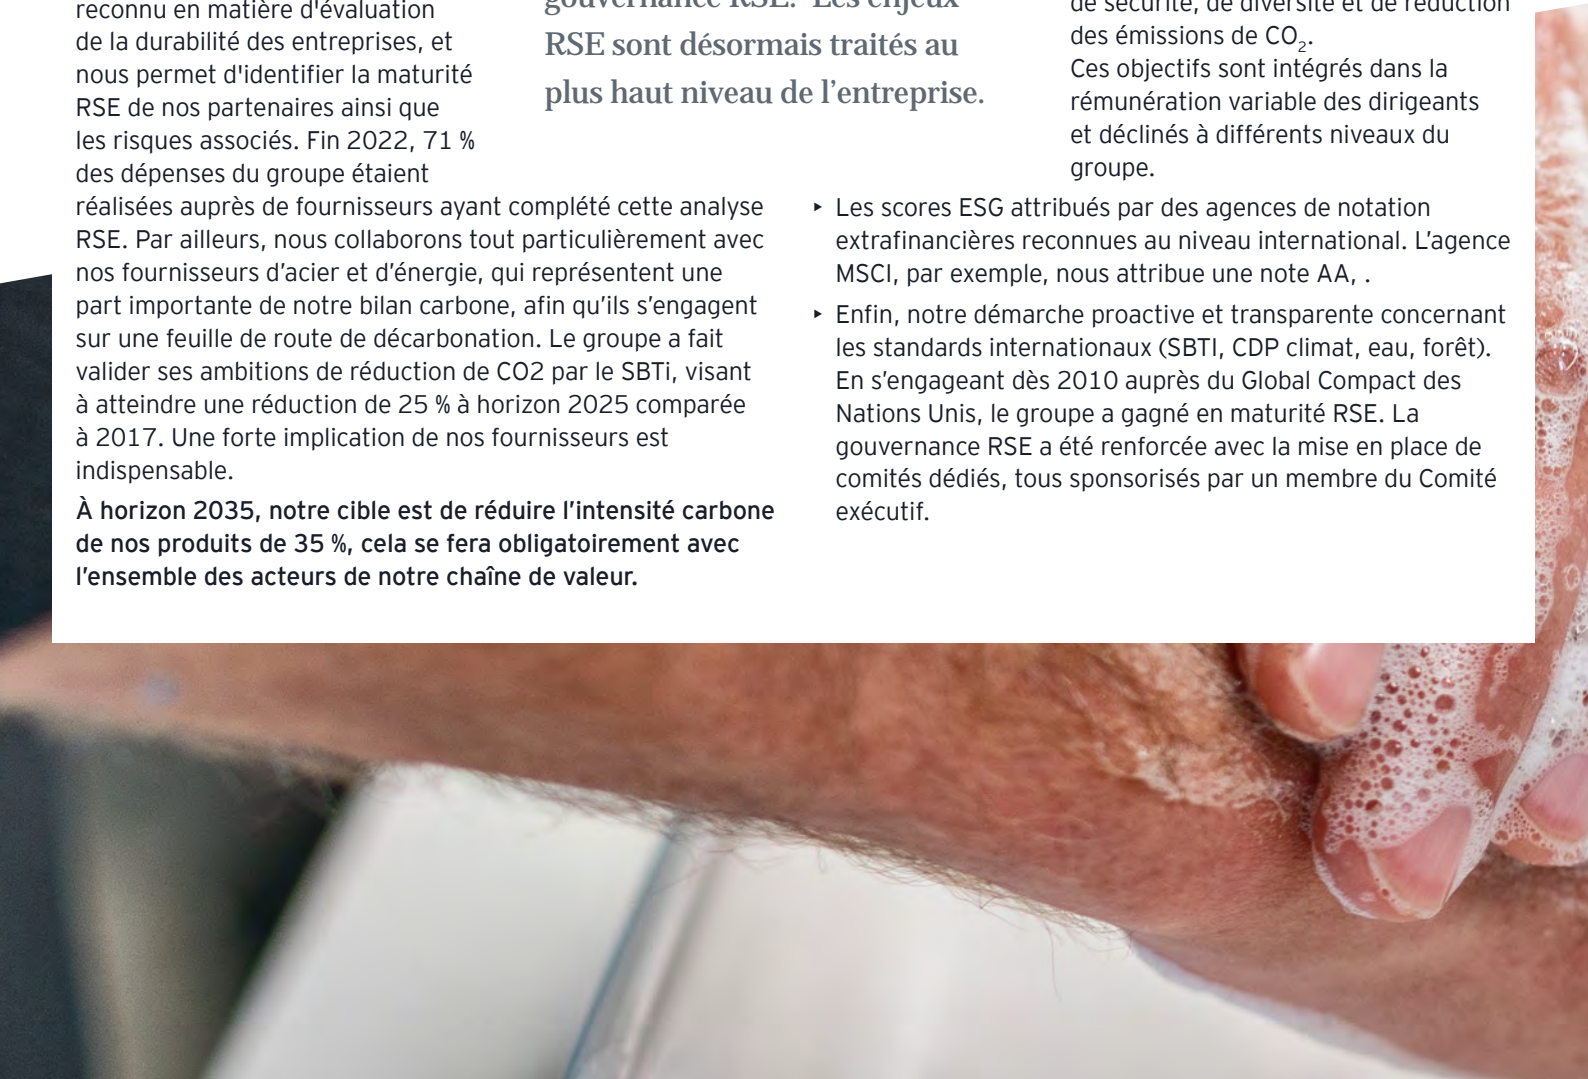 reconnu en matière d'évaluation
de la durabilité des entreprises, et
nous permet d'identifier la maturité
RSE de nos partenaires ainsi que
les risques associés. Fin 2022, 71 %
des dépenses du groupe étaient
réalisées auprès de fournisseurs ayant complété cette analyse
RSE. Par ailleurs, nous collaborons tout particulièrement avec
nos fournisseurs d’acier et d’énergie, qui représentent une
part importante de notre bilan carbone, afin qu’ils s’engagent
sur une feuille de route de décarbonation. Le groupe a fait
valider ses ambitions de réduction de CO2 par le SBTi, visant
à atteindre une réduction de 25 % à horizon 2025 comparée
à 2017. Une forte implication de nos fournisseurs est
indispensable.
À horizon 2035, notre cible est de réduire l’intensité carbone
de nos produits de 35 %, cela se fera obligatoirement avec
l’ensemble des acteurs de notre chaîne de valeur.
gouvernance RSE. Les enjeux
RSE sont désormais traités au
plus haut niveau de l’entreprise.
de sécurité, de diversité et de réduction
des émissions de CO₂.
Ces objectifs sont intégrés dans la
rémunération variable des dirigeants
et déclinés à différents niveaux du
groupe.
‣ Les scores ESG attribués par des agences de notation
extrafinancières reconnues au niveau international. L’agence
MSCI, par exemple, nous attribue une note AA, .
‣ Enfin, notre démarche proactive et transparente concernant
les standards internationaux (SBTI, CDP climat, eau, forêt).
En s’engageant dès 2010 auprès du Global Compact des
Nations Unis, le groupe a gagné en maturité RSE. La
gouvernance RSE a été renforcée avec la mise en place de
comités dédiés, tous sponsorisés par un membre du Comité
exécutif.